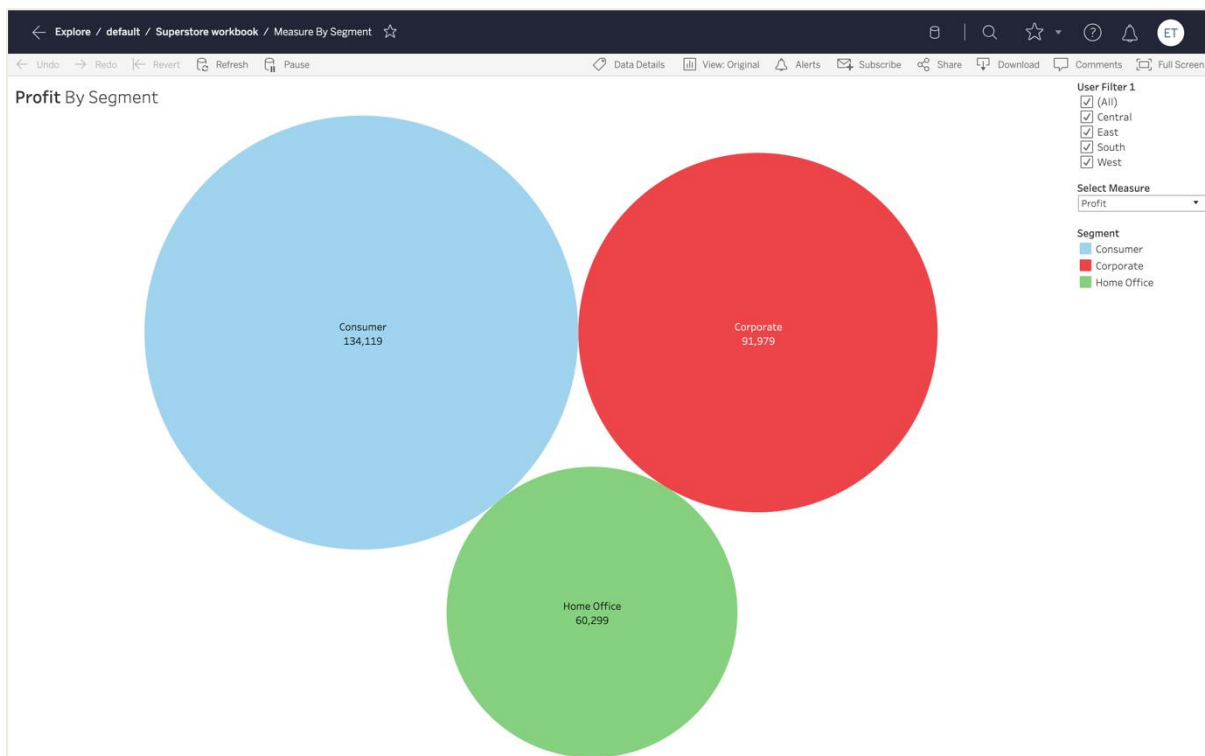 Explore / default / Superstore workbook / Measure By Segment
ET
Undo Redo Revert Refresh Pause Data Details View: Original Alerts Subscribe Share Download Comments Full Screen
Profit By Segment
User Filter 1
(All)
Central
East
South
West
Select Measure
Profit
Segment
Consumer
Corporate
Home Office
Consumer
134,119
Corporate
91,979
Home Office
60,299